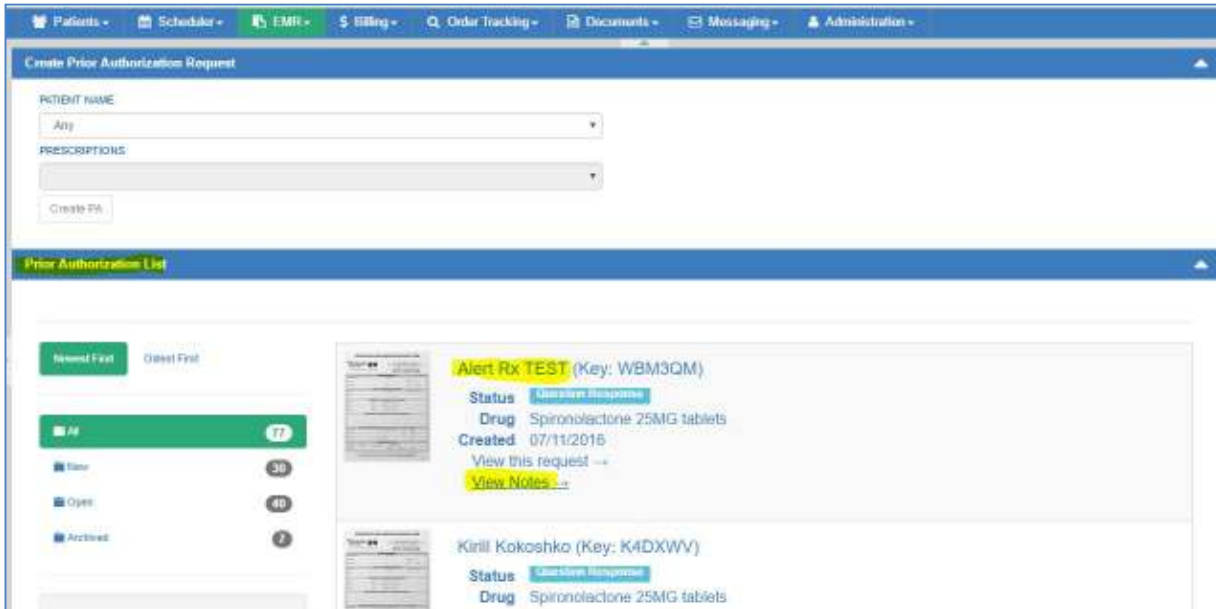 Patients
Scheduler
EMR
$ Billing
Order Tracking
Documents
Messaging
Administration
Create Prior Authorization Request
PATIENT NAME
Any
PRESCRIPTIONS
Create PA
Prior Authorization List
Newest First
Oldest First
All 77
New 30
Open 40
Archived 7
Alert Rx TEST (Key: WBM3QM)
Status Question Response
Drug Spironolactone 25MG tablets
Created 07/11/2016
View this request →
View Notes →
Kirill Kokoshko (Key: K4DXWV)
Status Question Response
Drug Spironolactone 25MG tablets